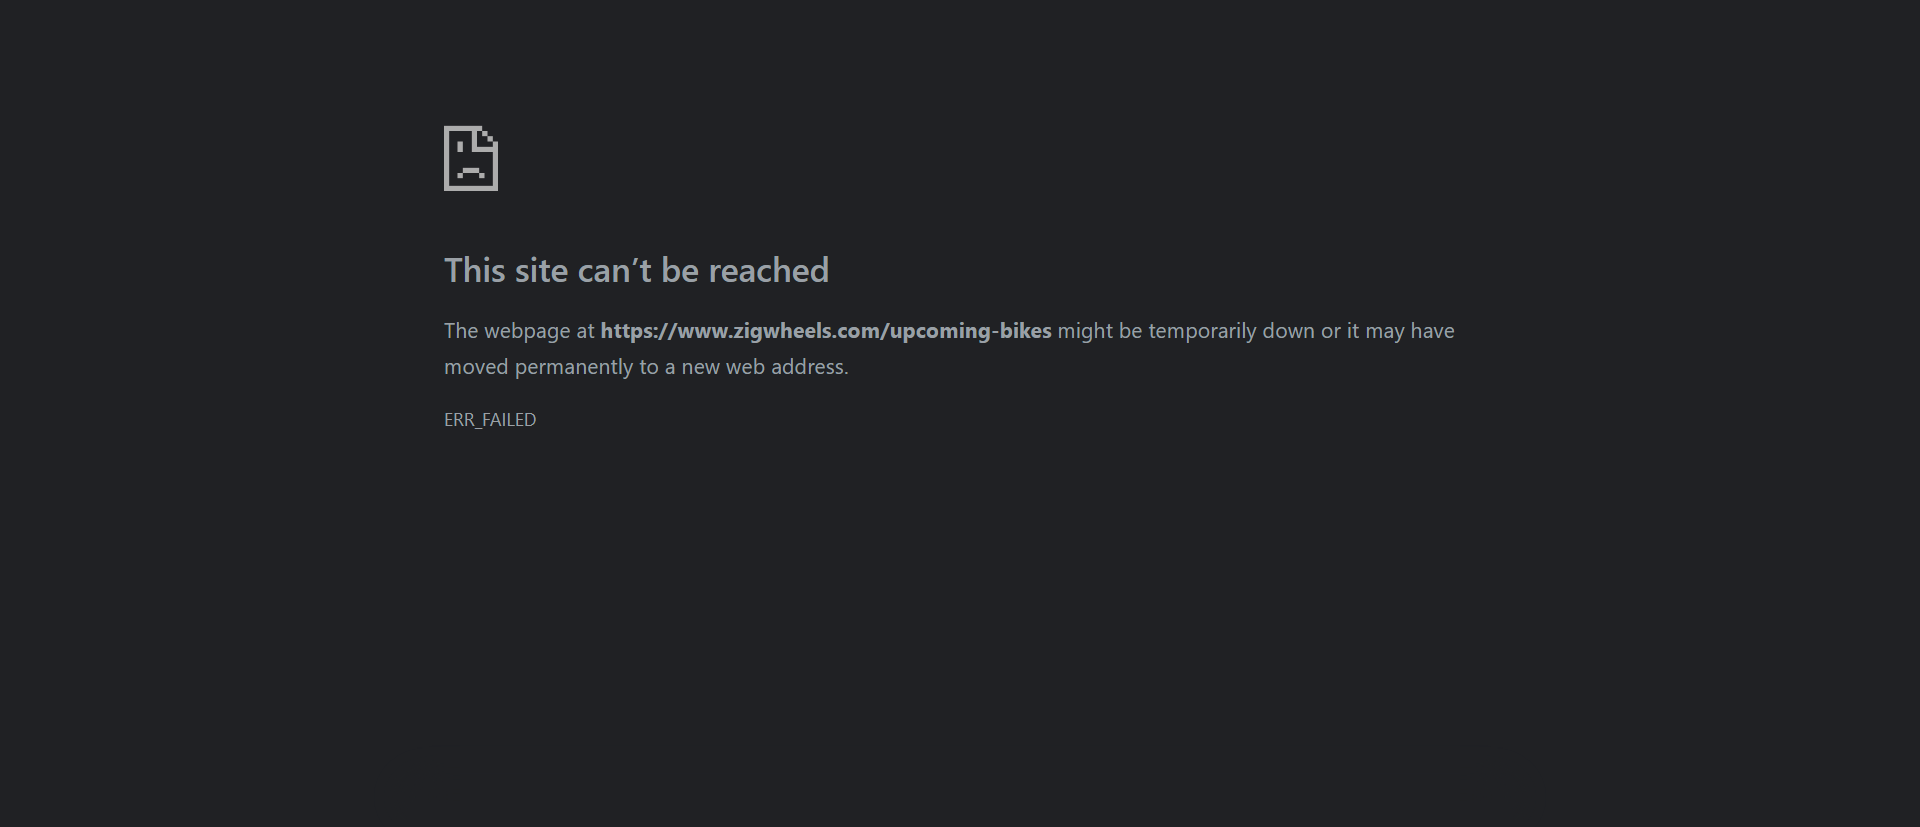 This site can’t be reached
The webpage at https://www.zigwheels.com/upcoming-bikes might be temporarily down or it may have
moved permanently to a new web address.
ERR_FAILED